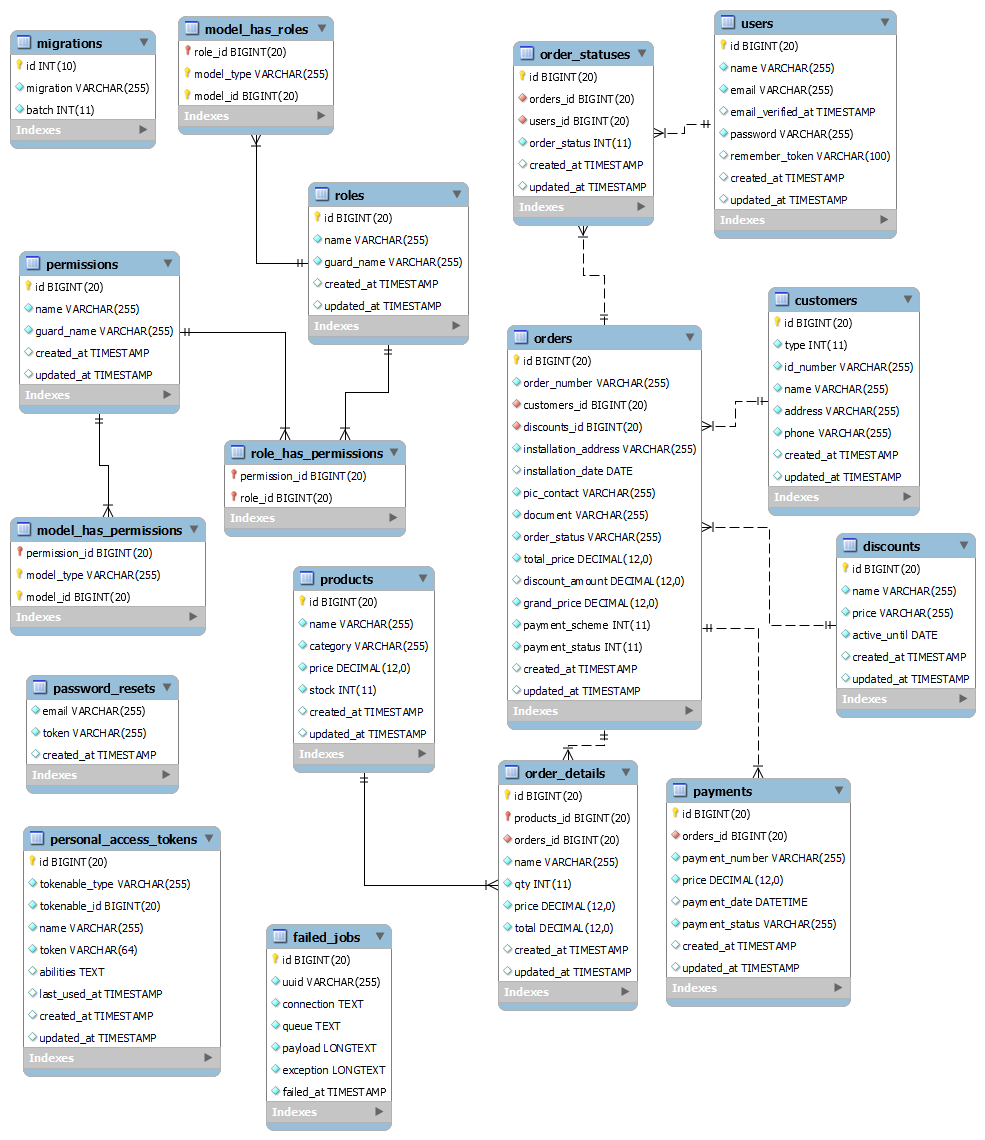 migrations
id INT(10)
migration VARCHAR(255)
batch INT(11)
Indexes
model_has_roles
role_id BIGINT(20)
model_type VARCHAR(255)
model_id BIGINT(20)
Indexes
order_statuses
id BIGINT(20)
orders_id BIGINT(20)
users_id BIGINT(20)
order_status INT(11)
created_at TIMESTAMP
updated_at TIMESTAMP
Indexes
users
id BIGINT(20)
name VARCHAR(255)
email VARCHAR(255)
email_verified_at TIMESTAMP
password VARCHAR(255)
remember_token VARCHAR(100)
created_at TIMESTAMP
updated_at TIMESTAMP
Indexes
roles
id BIGINT(20)
name VARCHAR(255)
guard_name VARCHAR(255)
created_at TIMESTAMP
updated_at TIMESTAMP
Indexes
permissions
id BIGINT(20)
name VARCHAR(255)
guard_name VARCHAR(255)
created_at TIMESTAMP
updated_at TIMESTAMP
Indexes
customers
id BIGINT(20)
type INT(11)
id_number VARCHAR(255)
name VARCHAR(255)
address VARCHAR(255)
phone VARCHAR(255)
created_at TIMESTAMP
updated_at TIMESTAMP
Indexes
orders
id BIGINT(20)
order_number VARCHAR(255)
customers_id BIGINT(20)
discounts_id BIGINT(20)
installation_address VARCHAR(255)
installation_date DATE
pic_contact VARCHAR(255)
document VARCHAR(255)
order_status VARCHAR(255)
total_price DECIMAL(12,0)
discount_amount DECIMAL(12,0)
grand_price DECIMAL(12,0)
payment_scheme INT(11)
payment_status INT(11)
created_at TIMESTAMP
updated_at TIMESTAMP
Indexes
role_has_permissions
permission_id BIGINT(20)
role_id BIGINT(20)
Indexes
model_has_permissions
permission_id BIGINT(20)
model_type VARCHAR(255)
model_id BIGINT(20)
Indexes
discounts
id BIGINT(20)
name VARCHAR(255)
price VARCHAR(255)
active_until DATE
created_at TIMESTAMP
updated_at TIMESTAMP
Indexes
products
id BIGINT(20)
name VARCHAR(255)
category VARCHAR(255)
price DECIMAL(12,0)
stock INT(11)
created_at TIMESTAMP
updated_at TIMESTAMP
Indexes
password_resets
email VARCHAR(255)
token VARCHAR(255)
created_at TIMESTAMP
Indexes
order_details
id BIGINT(20)
products_id BIGINT(20)
orders_id BIGINT(20)
name VARCHAR(255)
qty INT(11)
price DECIMAL(12,0)
total DECIMAL(12,0)
created_at TIMESTAMP
updated_at TIMESTAMP
Indexes
payments
id BIGINT(20)
orders_id BIGINT(20)
payment_number VARCHAR(255)
price DECIMAL(12,0)
payment_date DATETIME
payment_status VARCHAR(255)
created_at TIMESTAMP
updated_at TIMESTAMP
Indexes
personal_access_tokens
id BIGINT(20)
tokenable_type VARCHAR(255)
tokenable_id BIGINT(20)
name VARCHAR(255)
token VARCHAR(64)
abilities TEXT
last_used_at TIMESTAMP
created_at TIMESTAMP
updated_at TIMESTAMP
Indexes
failed_jobs
id BIGINT(20)
uuid VARCHAR(255)
connection TEXT
queue TEXT
payload LONGTEXT
exception LONGTEXT
failed_at TIMESTAMP
Indexes